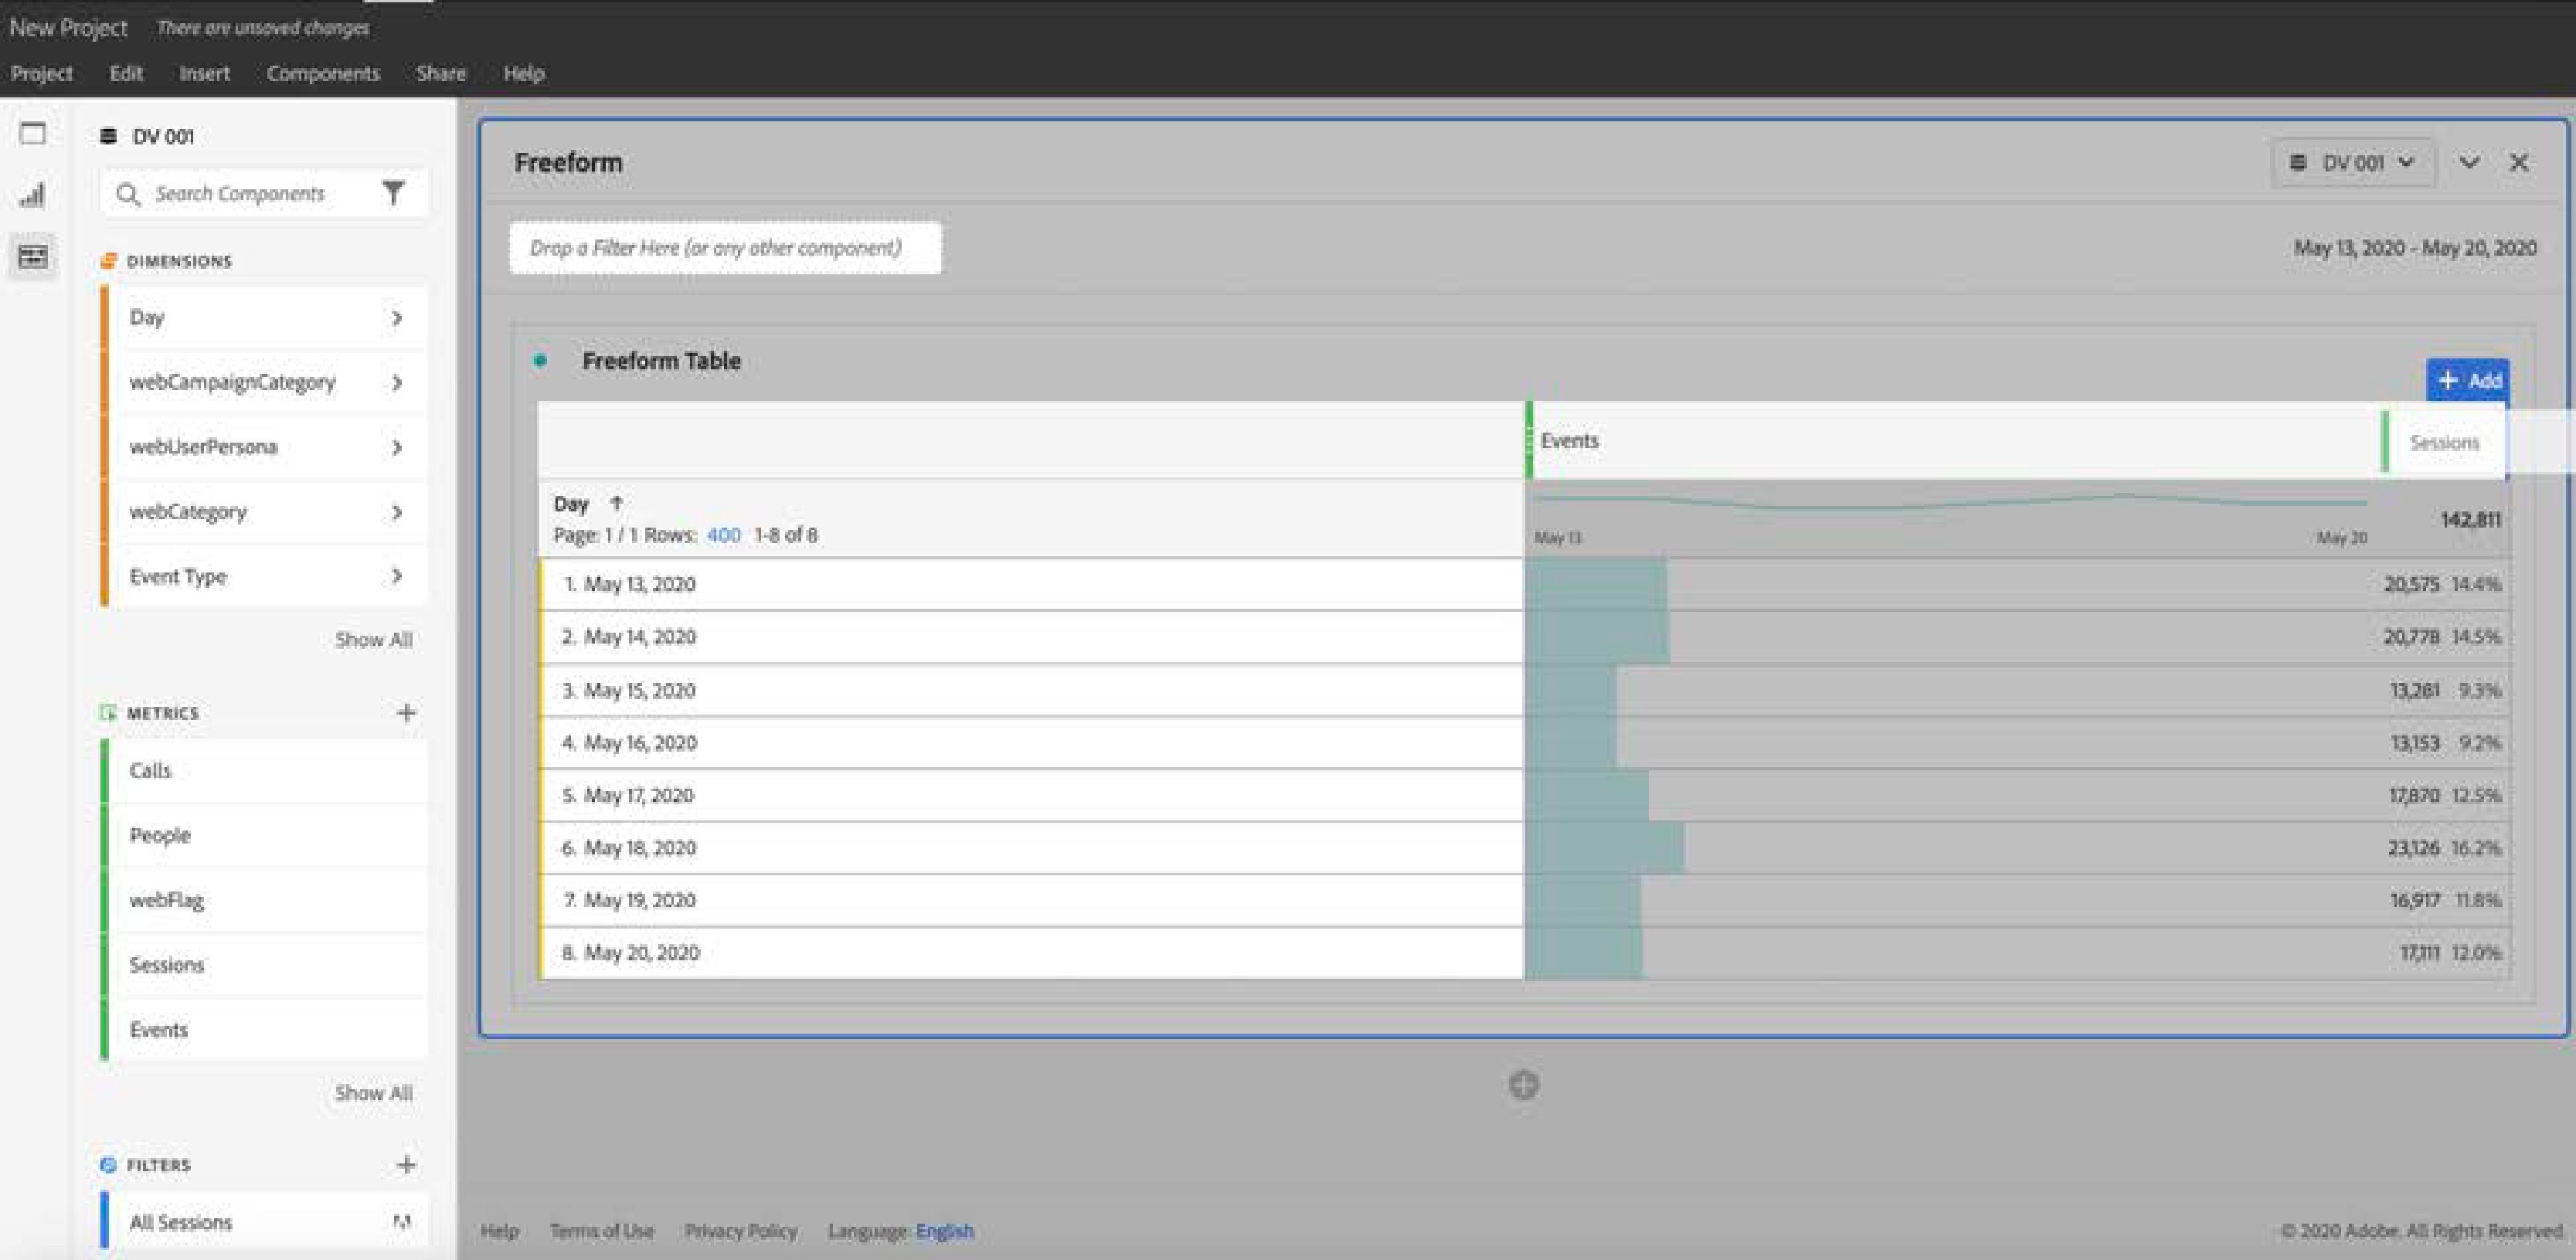 New Project There are unsaved changes
Project Edit Insert Components Share Help
DV 001
Search Components
DIMENSIONS
Day
webCampaignCategory
webUserPersona
webCategory
Event Type
Show All
METRICS
Calls
People
webFlag
Sessions
Events
Show All
FILTERS
All Sessions
Freeform
DV 001
Drop a Filter Here (or any other component)
May 13, 2020 - May 20, 2020
Freeform Table
+ Add
Events
Sessions
Day ↑
Page: 1 / 1 Rows: 400 1-8 of 8
May 13 May 20
142,811
1. May 13, 2020 20,575 14.4%
2. May 14, 2020 20,778 14.5%
3. May 15, 2020 13,281 9.3%
4. May 16, 2020 13,153 9.2%
5. May 17, 2020 17,870 12.5%
6. May 18, 2020 23,126 16.2%
7. May 19, 2020 16,917 11.8%
8. May 20, 2020 17,111 12.0%
Help Terms of Use Privacy Policy Language: English
© 2020 Adobe. All Rights Reserved.